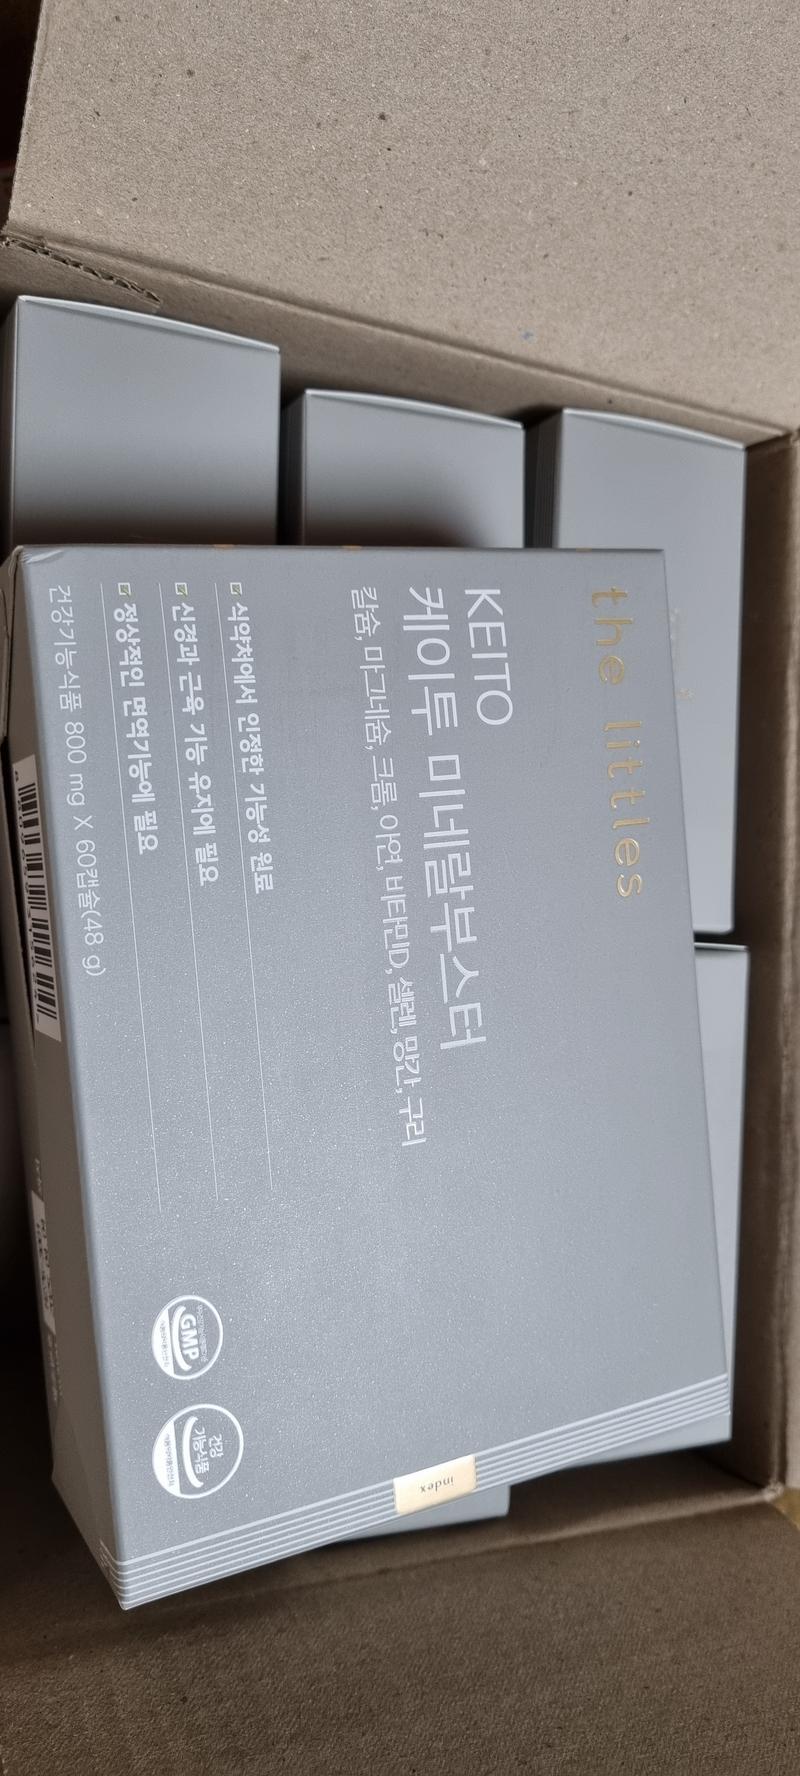 the littles
KEITO
케이투 미네랄부스터
칼슘, 마그네슘, 크롬, 아연, 비타민D, 셀렌, 망간, 구리
식약처에서 인정한 기능성 원료
신경과 근육 기능 유지에 필요
정상적인 면역기능에 필요
건강기능식품 800 mg X 60캡슐(48 g)
GMP
건강
기능식품
index